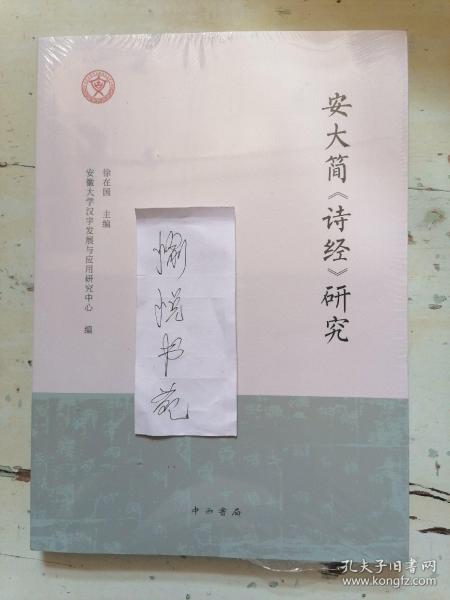 安大简《诗经》研究
徐在国 主编
安徽大学汉字发展与应用研究中心 编
愉悦书苑
中西书局
孔夫子旧书网
www.kongfz.com